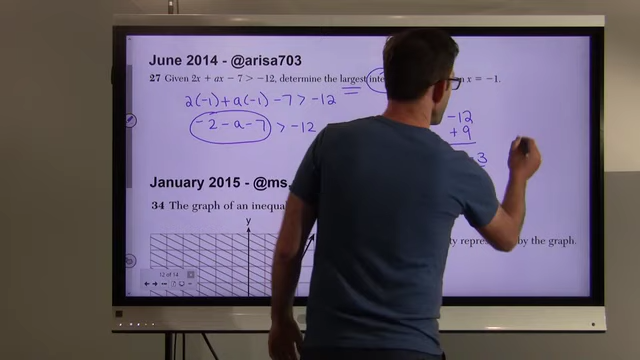 June 2014 - @arisa703
27 Given 2x + ax − 7 > −12, determine the largest x = −1.
2(-1) + a(-1) - 7 > -12
-2 - a - 7 > -12
-12
+ 9
3
January 2015 - @ms.
34 The graph of an by the graph.
y
12 of 14